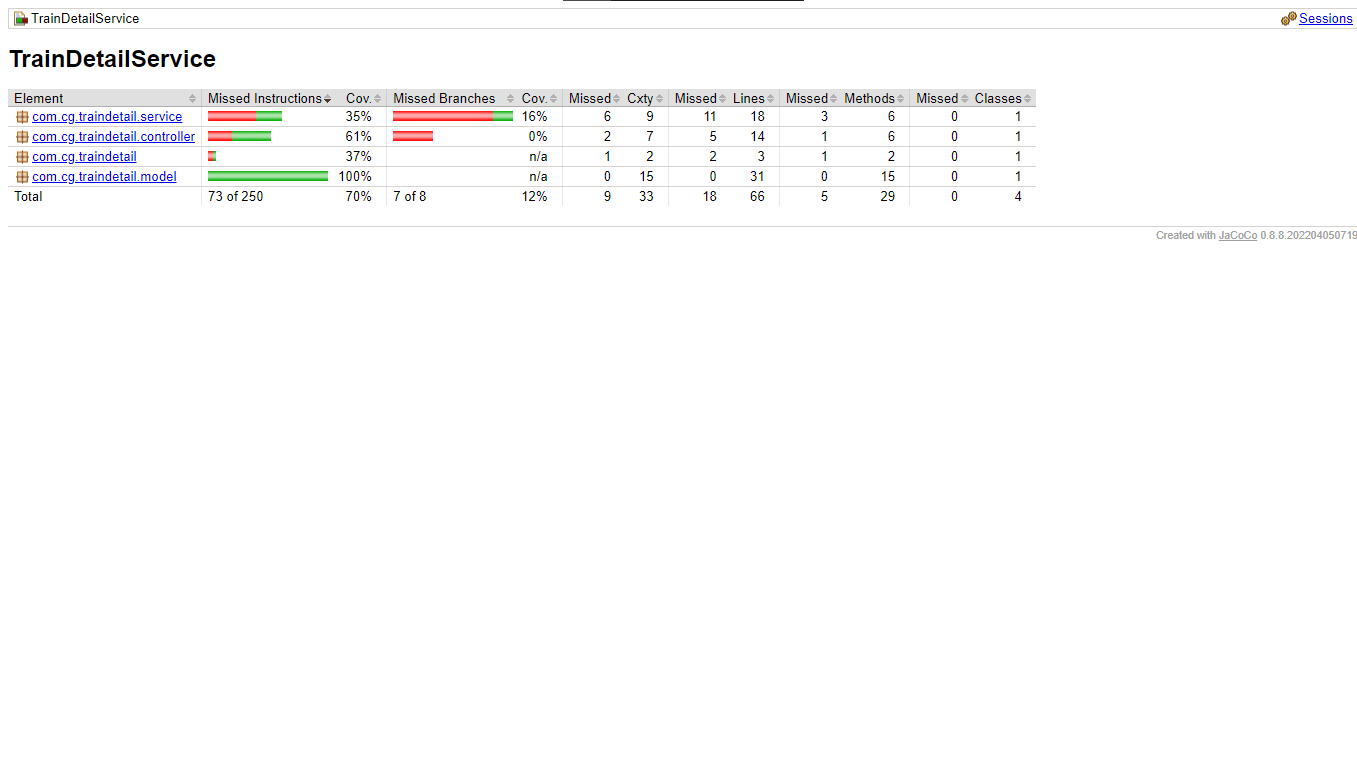 TrainDetailService Sessions
TrainDetailService
Element Missed Instructions Cov. Missed Branches Cov. Missed Cxty Missed Lines Missed Methods Missed Classes
com.cg.traindetail.service 35% 16% 6 9 11 18 3 6 0 1
com.cg.traindetail.controller 61% 0% 2 7 5 14 1 6 0 1
com.cg.traindetail 37% n/a 1 2 2 3 1 2 0 1
com.cg.traindetail.model 100% n/a 0 15 0 31 0 15 0 1
Total 73 of 250 70% 7 of 8 12% 9 33 18 66 5 29 0 4
Created with JaCoCo 0.8.8.202204050719